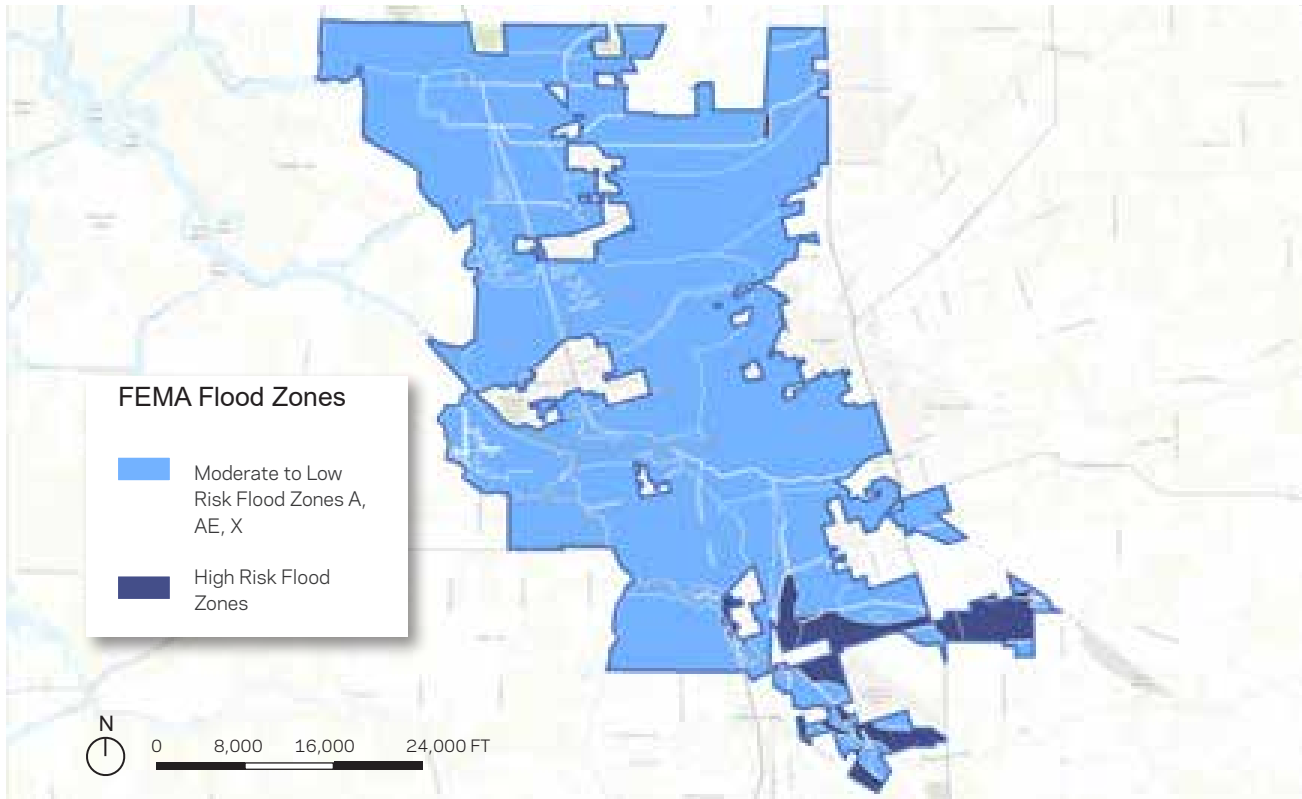 FEMA Flood Zones
Moderate to Low
Risk Flood Zones A,
AE, X
High Risk Flood
Zones
N
0 8,000 16,000 24,000 FT